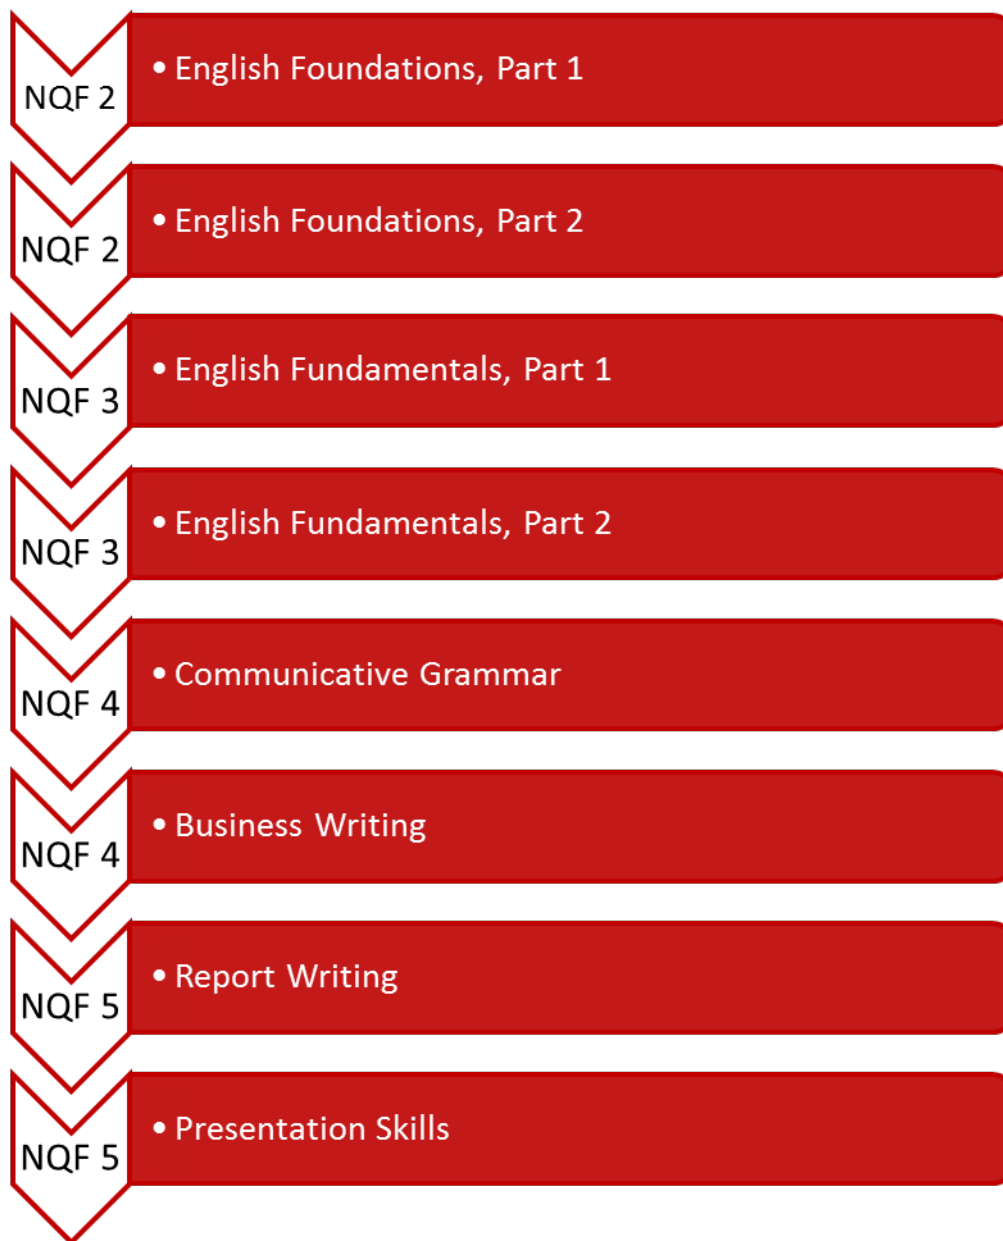 NQF 2
• English Foundations, Part 1
NQF 2
• English Foundations, Part 2
NQF 3
• English Fundamentals, Part 1
NQF 3
• English Fundamentals, Part 2
NQF 4
• Communicative Grammar
NQF 4
• Business Writing
NQF 5
• Report Writing
NQF 5
• Presentation Skills